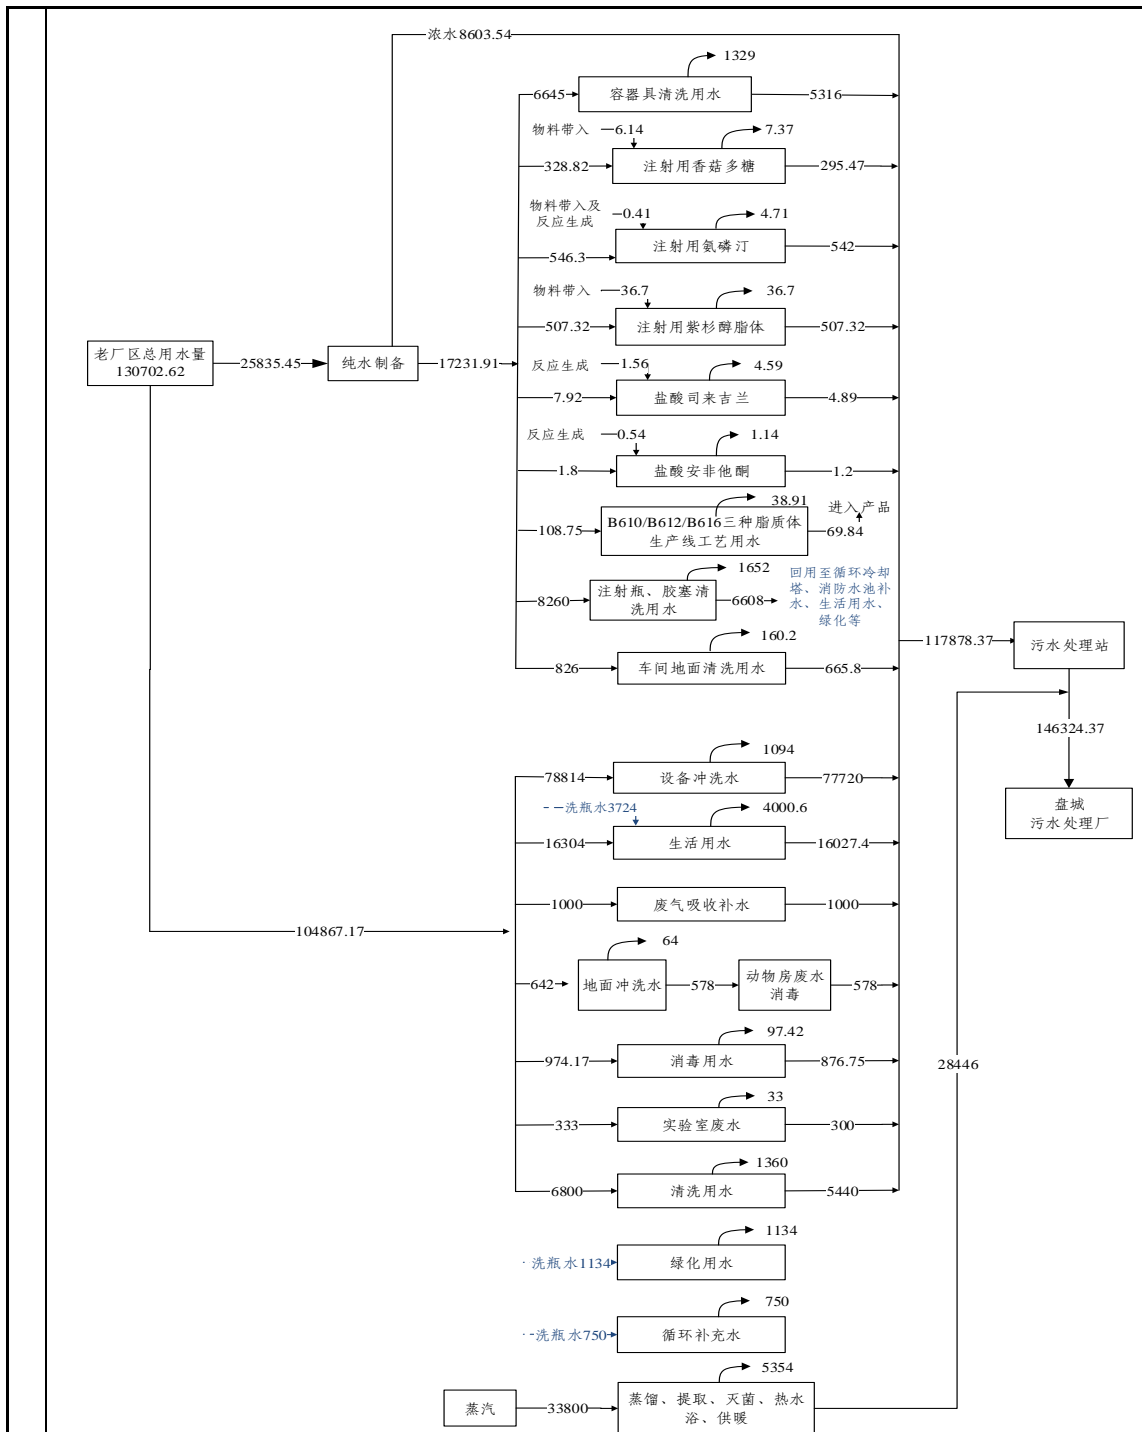 浓水8603.54
1329
6645
容器具清洗用水
5316
物料带入
6.14
7.37
328.82
注射用香菇多糖
295.47
物料带入及
反应生成
0.41
4.71
546.3
注射用氨磷汀
542
物料带入
36.7
36.7
507.32
注射用紫杉醇脂体
507.32
老厂区总用水量
130702.62
25835.45
纯水制备
17231.91
反应生成
1.56
4.59
7.92
盐酸司来吉兰
4.89
反应生成
0.54
1.14
1.8
盐酸安非他酮
1.2
38.91
进入产品
108.75
B610/B612/B616三种脂质体
生产线工艺用水
69.84
1652
8260
注射瓶、胶塞清
洗用水
6608
回用至循环冷却
塔、消防水池补
水、生活用水、
绿化等
160.2
826
车间地面清洗用水
665.8
117878.37
污水处理站
146324.37
盘城
污水处理厂
1094
78814
设备冲洗水
77720
洗瓶水3724
4000.6
16304
生活用水
16027.4
1000
废气吸收补水
1000
104867.17
64
642
地面冲洗水
578
动物房废水
消毒
578
97.42
974.17
消毒用水
876.75
28446
33
333
实验室废水
300
1360
6800
清洗用水
5440
1134
洗瓶水1134
绿化用水
750
洗瓶水750
循环补充水
5354
蒸汽
33800
蒸馏、提取、灭菌、热水
浴、供暖